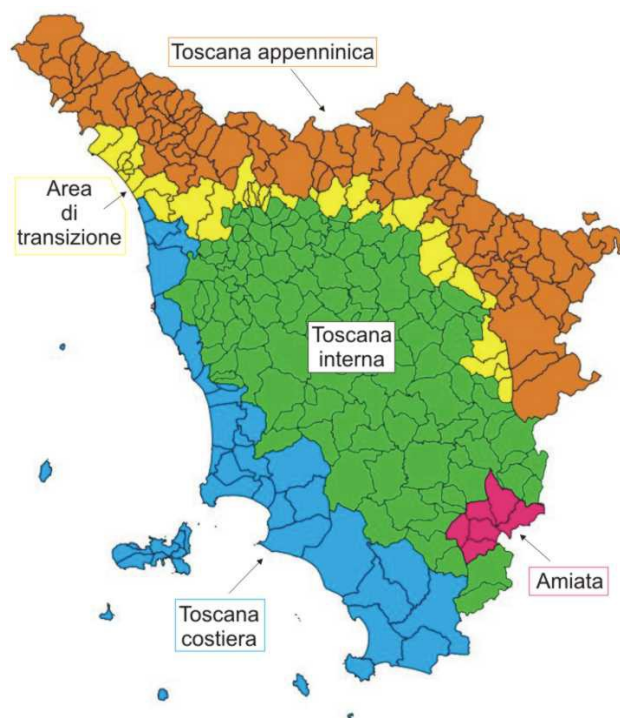 Toscana appenninica
Area
di
transizione
Toscana
interna
Amiata
Toscana
costiera